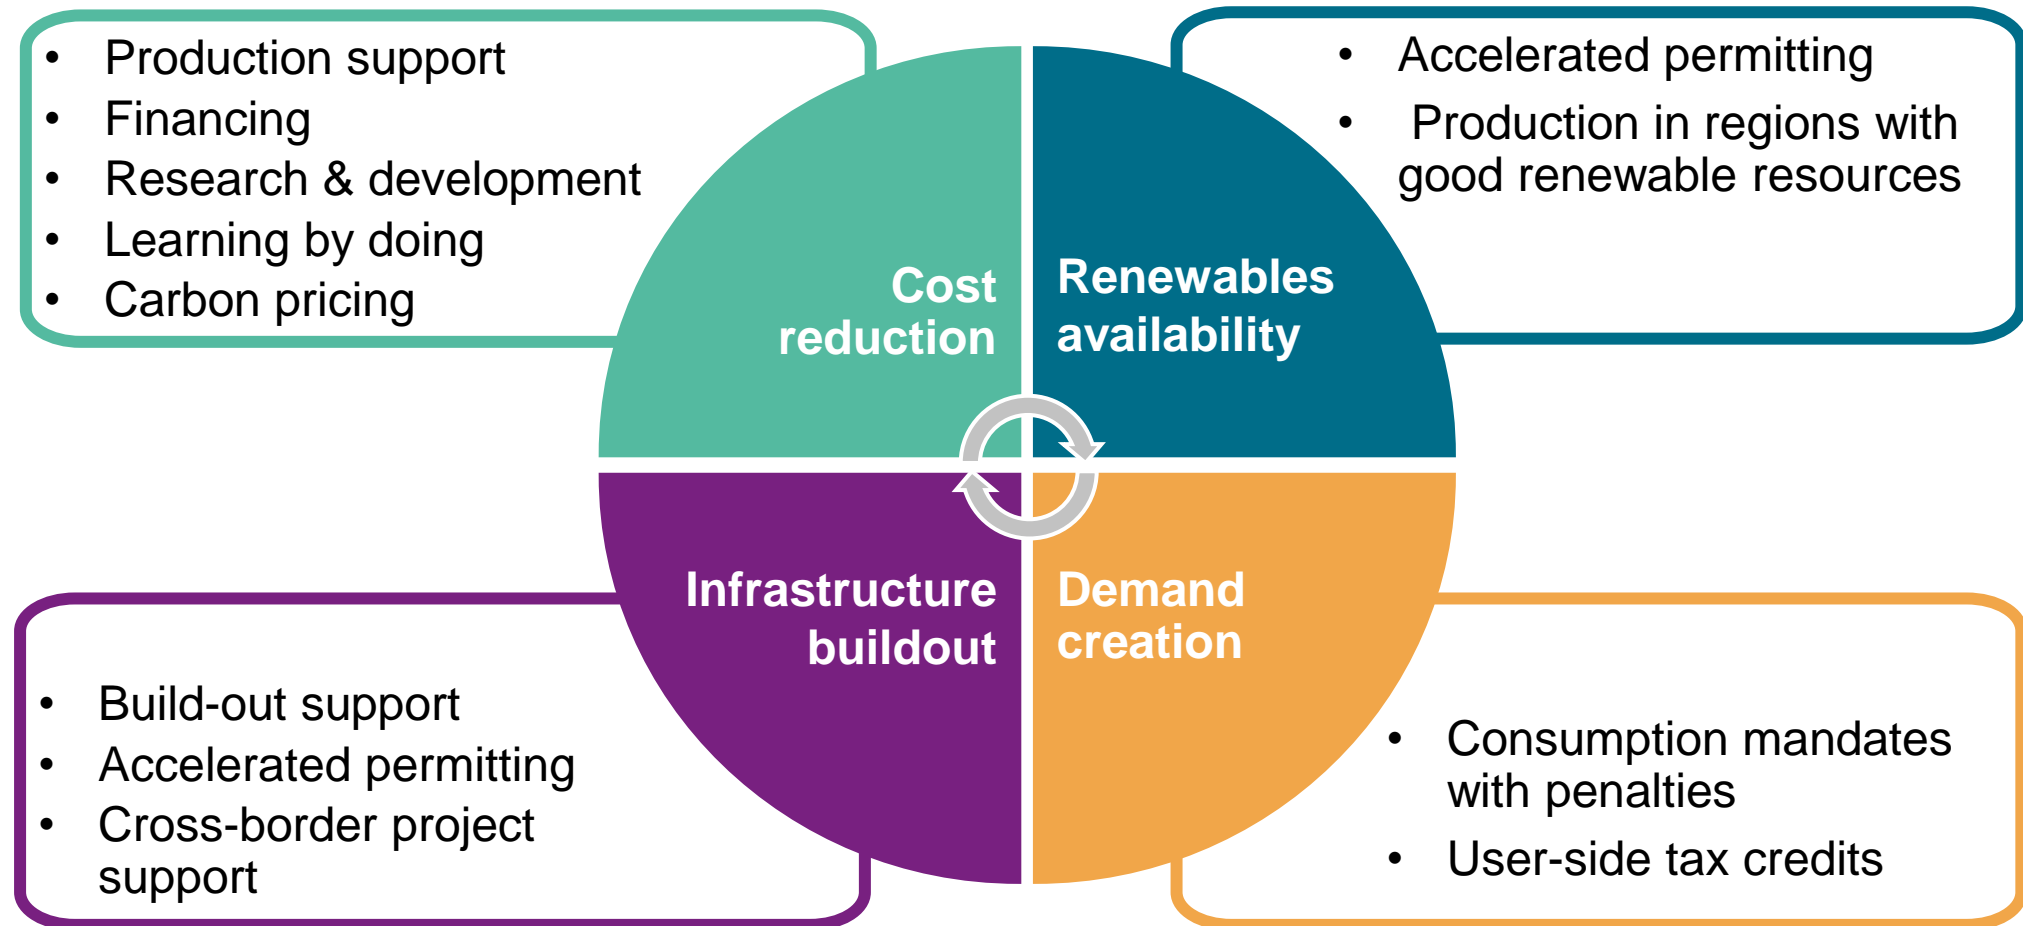 • Production support
• Financing
• Research & development
• Learning by doing
• Carbon pricing
Cost
reduction
• Accelerated permitting
• Production in regions with
good renewable resources
Renewables
availability
Infrastructure
buildout
• Build-out support
• Accelerated permitting
• Cross-border project
support
Demand
creation
• Consumption mandates
with penalties
• User-side tax credits